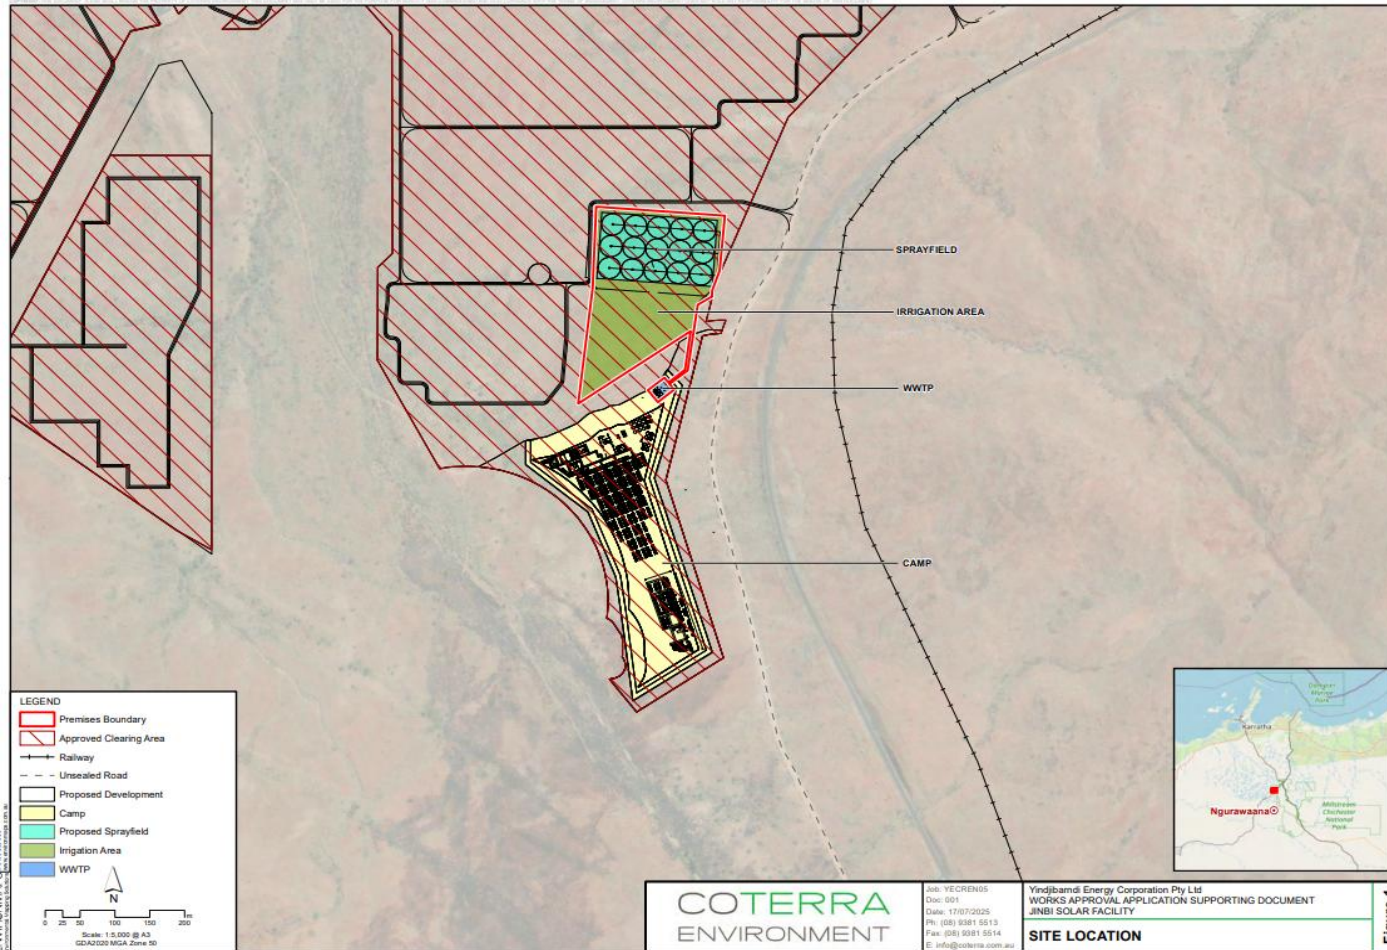 SPRAYFIELD
IRRIGATION AREA
WWTP
CAMP
LEGEND
Premises Boundary
Approved Clearing Area
Railway
Unsealed Road
Proposed Development
Camp
Proposed Sprayfield
Irrigation Area
WWTP
N
0 25 50 100 150 200
m
Scale: 1:5,000 @ A3
GDA2020 MGA Zone 50
Karratha
Ngurawaana
Millstream
Chichester
National
Park
COTERRA
ENVIRONMENT
Job: YECREN05
Doc: 001
Date: 17/07/2025
Ph: (08) 9381 5513
Fax: (08) 9381 5514
E: info@coterra.com.au
Yindjibarndi Energy Corporation Pty Ltd
WORKS APPROVAL APPLICATION SUPPORTING DOCUMENT
JINBI SOLAR FACILITY
SITE LOCATION